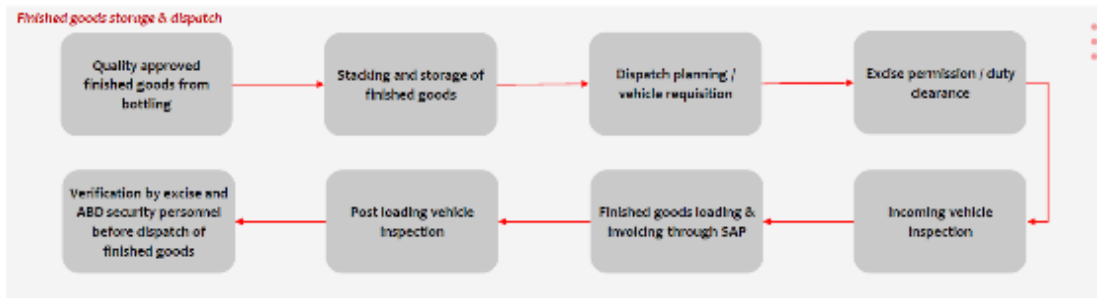 Finished goods storage & dispatch
Quality approved
finished goods from
bottling
Stacking and storage of
finished goods
Dispatch planning /
vehicle requisition
Excise permission / duty
clearance
Incoming vehicle
inspection
Finished goods loading &
invoicing through SAP
Post loading vehicle
inspection
Verification by excise and
ABD security personnel
before dispatch of
finished goods